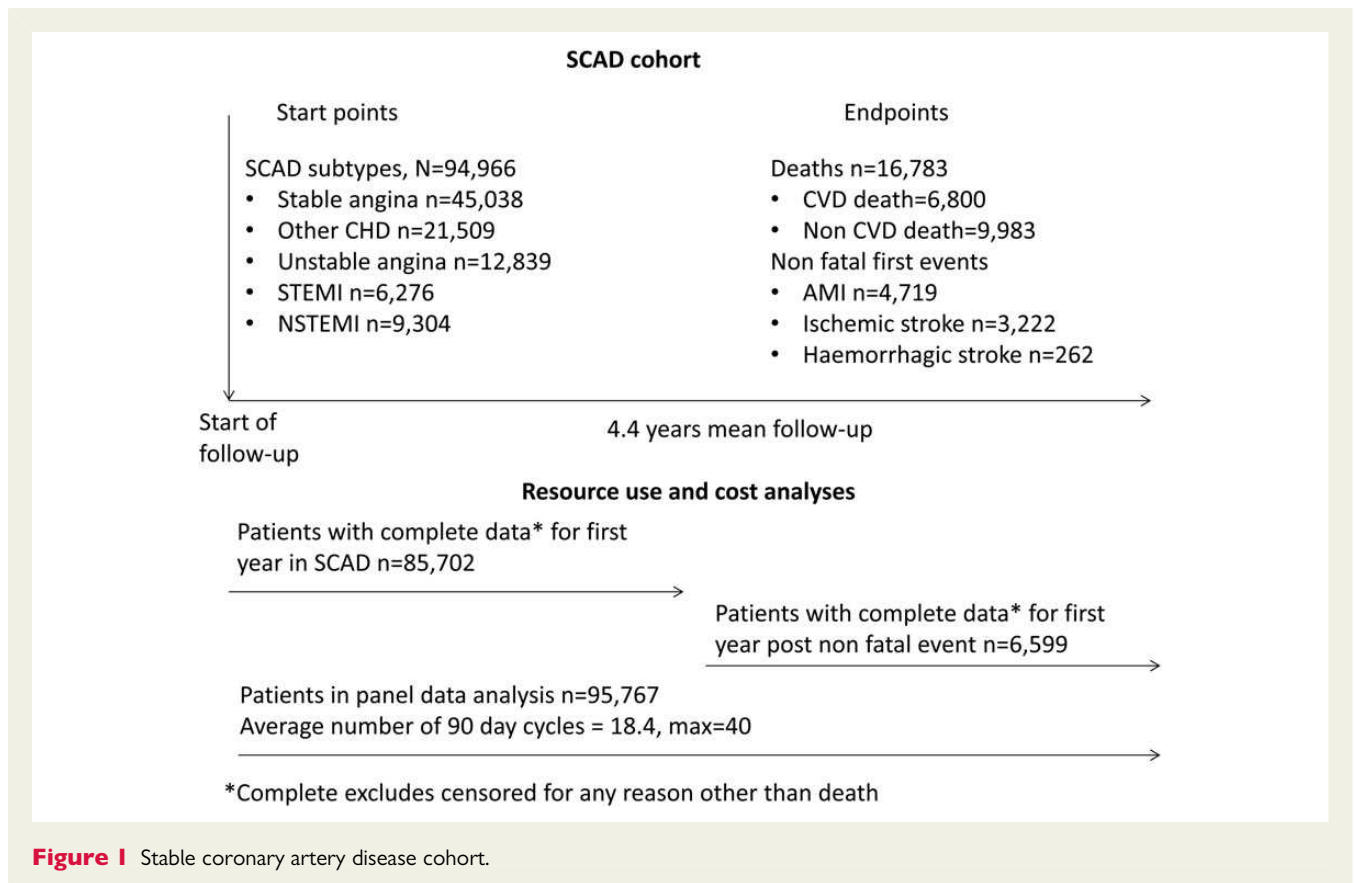 SCAD cohort
Start points
SCAD subtypes, N=94,966
• Stable angina n=45,038
• Other CHD n=21,509
• Unstable angina n=12,839
• STEMI n=6,276
• NSTEMI n=9,304
Endpoints
Deaths n=16,783
• CVD death=6,800
• Non CVD death=9,983
Non fatal first events
• AMI n=4,719
• Ischemic stroke n=3,222
• Haemorrhagic stroke n=262
Start of
follow-up
4.4 years mean follow-up
Resource use and cost analyses
Patients with complete data* for first
year in SCAD n=85,702
Patients with complete data* for first
year post non fatal event n=6,599
Patients in panel data analysis n=95,767
Average number of 90 day cycles = 18.4, max=40
*Complete excludes censored for any reason other than death
Figure 1 Stable coronary artery disease cohort.